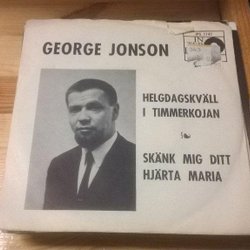 GEORGE JONSON
HELGDAGSKVÄLL
I TIMMERKOJAN
SKÄNK MIG DITT
HJÄRTA MARIA